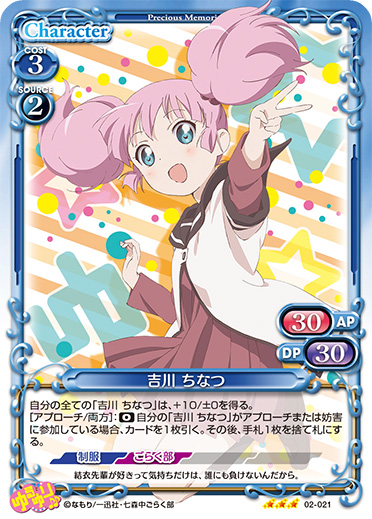 Precious Memories
Character
COST
3
SOURCE
2
30 AP
DP 30
吉川 ちなつ
自分の全ての「吉川 ちなつ」は、+10/±0を得る。
[アプローチ/両方]:自分の「吉川 ちなつ」がアプローチまたは妨害
に参加している場合、カードを1枚引く。その後、手札1枚を捨て札にす
る。
制服 ごらく部
結衣先輩が好きって気持ちだけは、誰にも負けないんだから。
ゆるゆり
©なもり/一迅社・七森中ごらく部
02-021